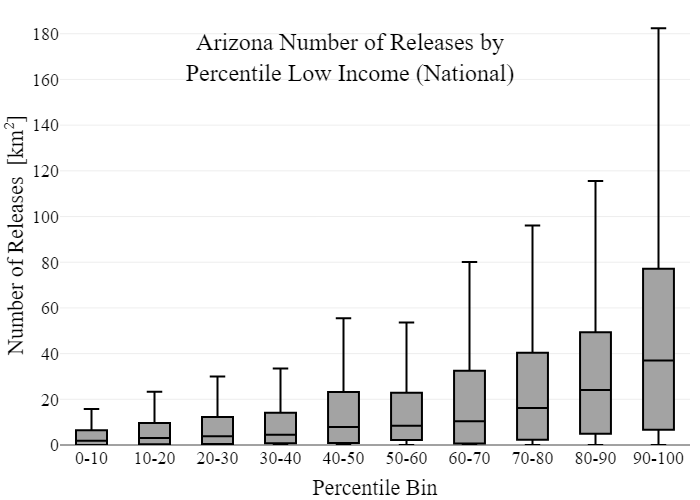 Arizona Number of Releases by
Percentile Low Income (National)
Number of Releases [km²]
180
160
140
120
100
80
60
40
20
0
0-10 10-20 20-30 30-40 40-50 50-60 60-70 70-80 80-90 90-100
Percentile Bin